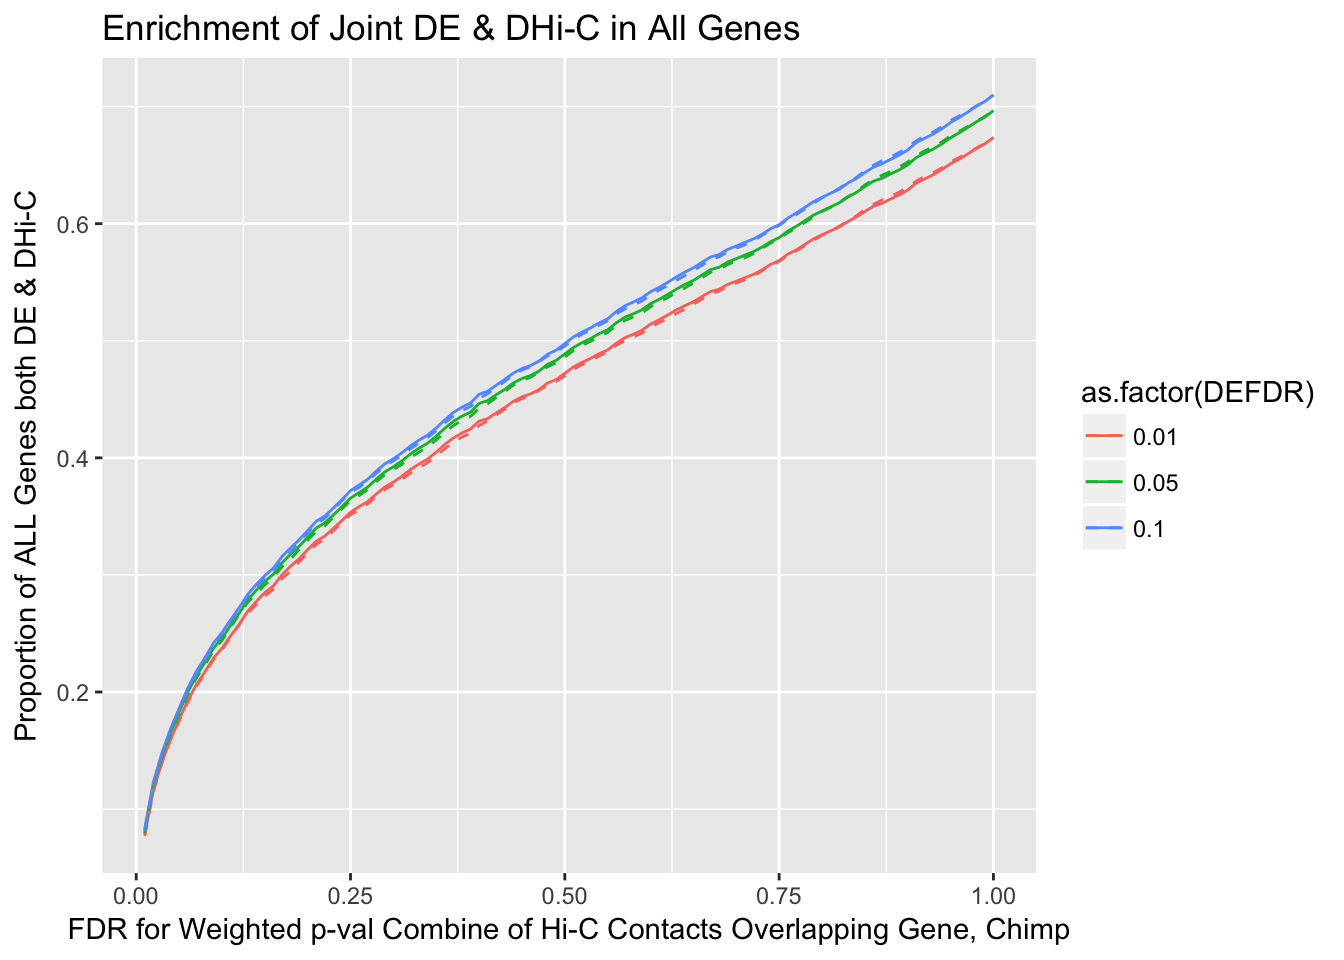 Enrichment of Joint DE & DHi-C in All Genes
Proportion of ALL Genes both DE & DHi-C
0.6
0.4
0.2
0.00 0.25 0.50 0.75 1.00
FDR for Weighted p-val Combine of Hi-C Contacts Overlapping Gene, Chimp
as.factor(DEFDR)
0.01
0.05
0.1